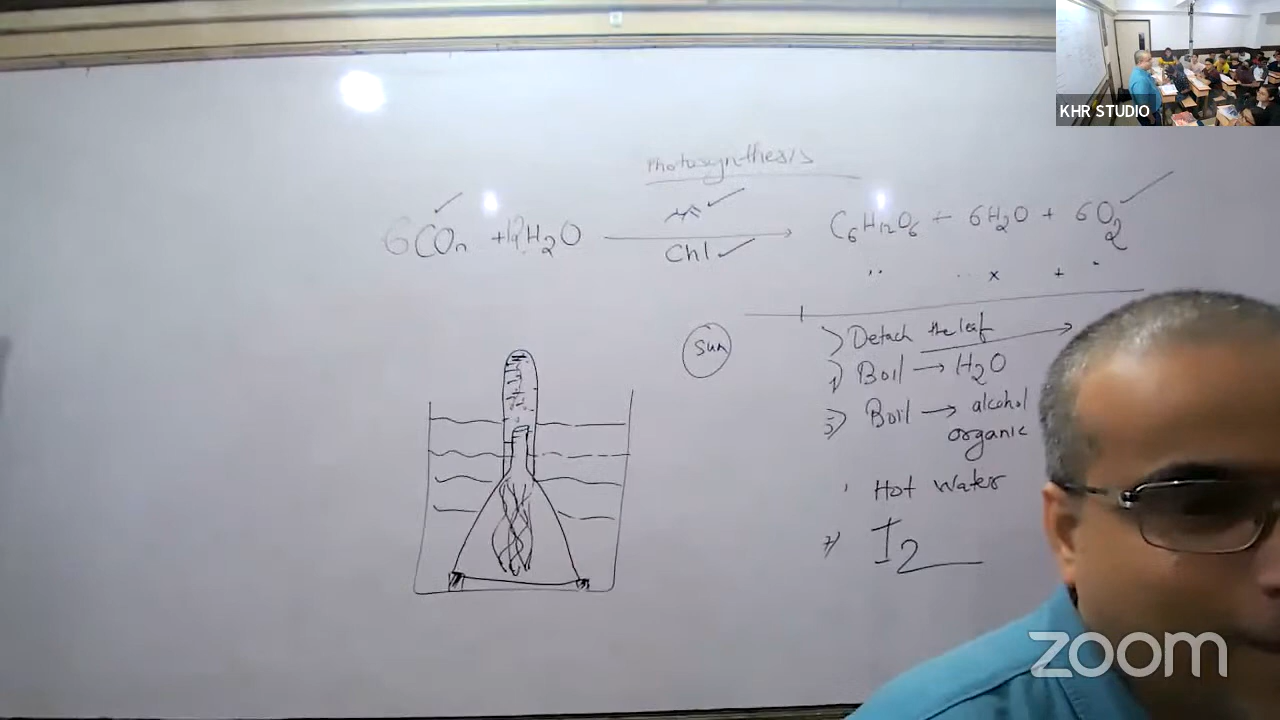 KHR STUDIO
Photosynthesis
6CO₂ + 12H₂O
Chl
C₆H₁₂O₆ + 6H₂O + 6O₂
Sun
Detach the leaf
Boil → H₂O
Boil → alcohol
organic
Hot water
I₂
zoom